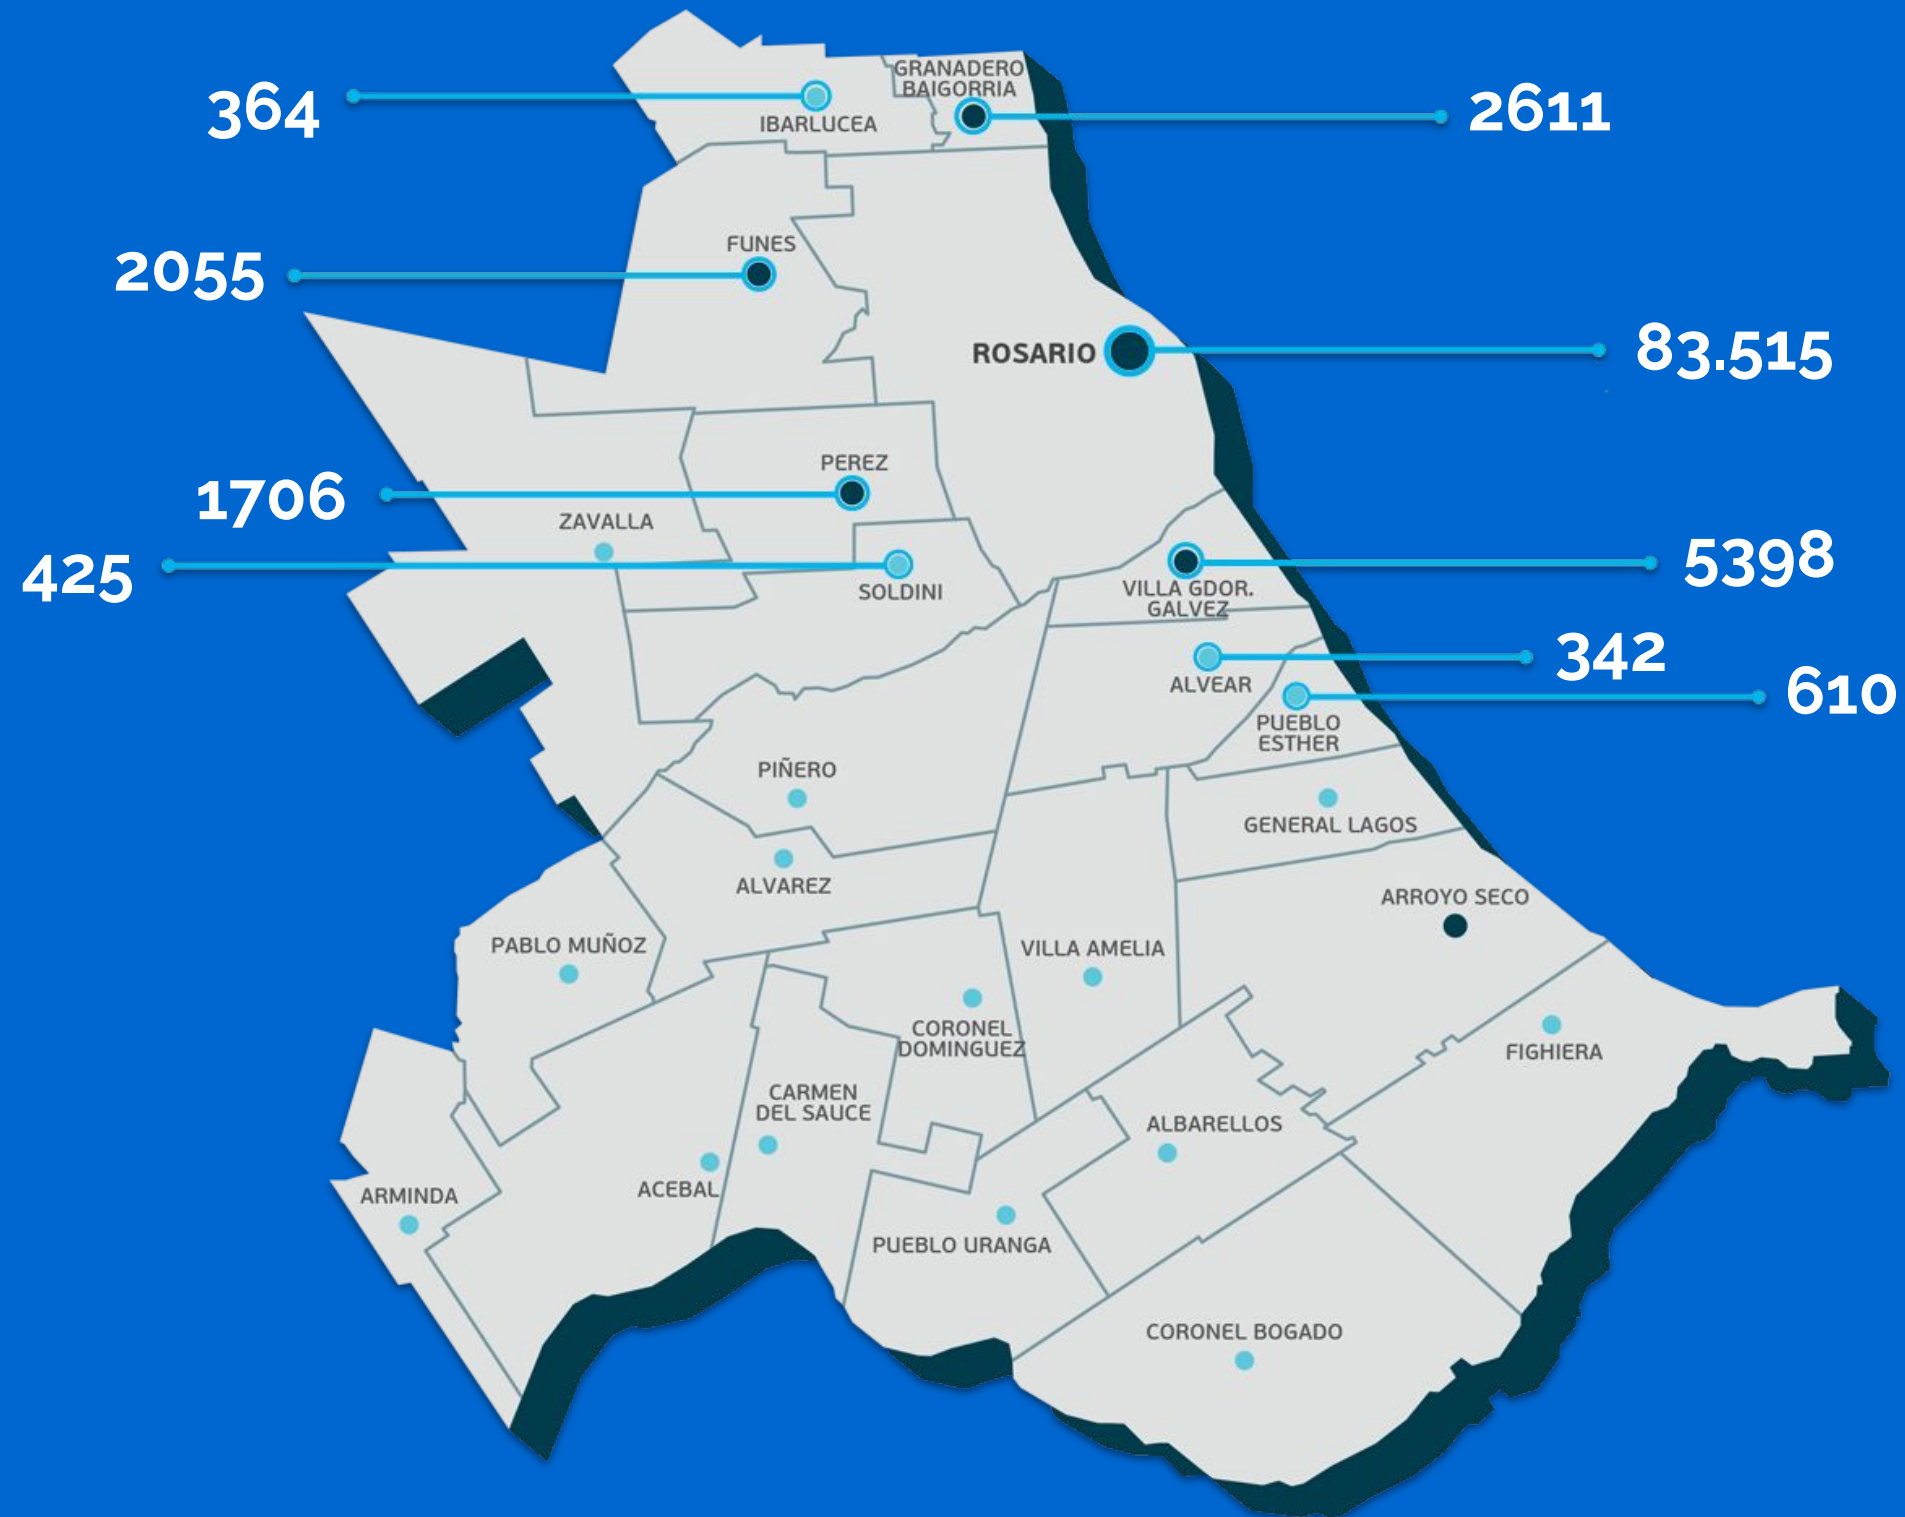 GRANADERO
BAIGORRIA
364
IBARLUCEA
2611
FUNES
2055
ROSARIO
83.515
PEREZ
1706
ZAVALLA
425
SOLDINI
5398
VILLA GDOR.
GALVEZ
342
ALVEAR
610
PUEBLO
ESTHER
PIÑERO
GENERAL LAGOS
ALVAREZ
ARROYO SECO
PABLO MUÑOZ
VILLA AMELIA
CORONEL
DOMINGUEZ
FIGHIERA
CARMEN
DEL SAUCE
ALBARELLOS
ACEBAL
ARMINDA
PUEBLO URANGA
CORONEL BOGADO